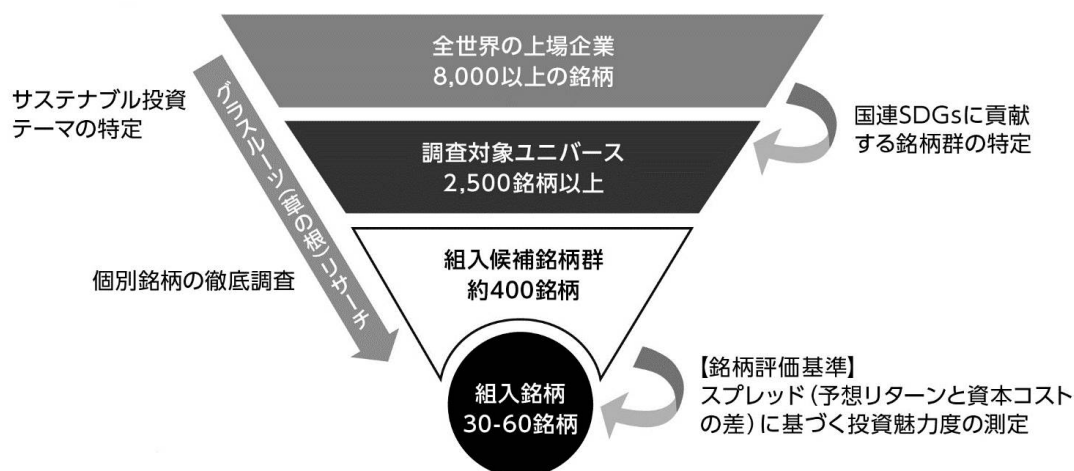 全世界の上場企業
8,000以上の銘柄
サステナブル投資
テーマの特定
グラスルーツ(草の根)リサーチ
国連SDGsに貢献
する銘柄群の特定
調査対象ユニバース
2,500銘柄以上
組入候補銘柄群
約400銘柄
個別銘柄の徹底調査
組入銘柄
30-60銘柄
【銘柄評価基準】
スプレッド(予想リターンと資本コスト
の差)に基づく投資魅力度の測定